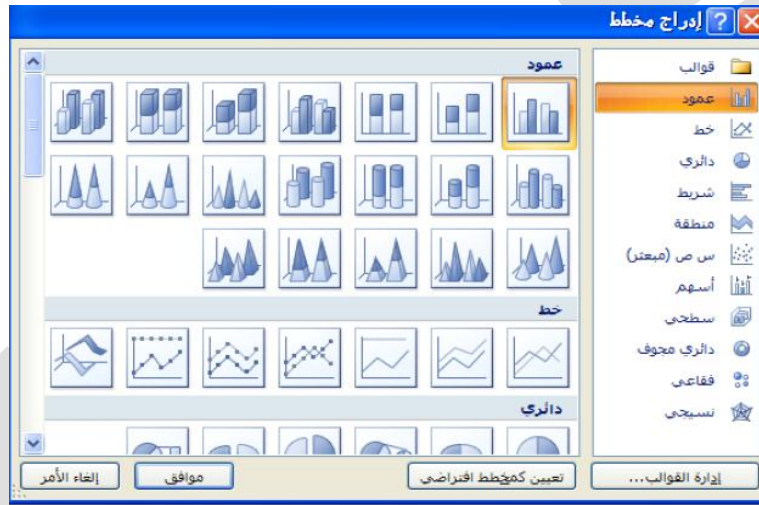 إدراج مخطط
قوالب
عمود
خط
دائري
شريط
منطقة
س ص (مبعثر)
أسهم
سطحي
دائري مجوف
فقاعي
نسيجي
عمود
خط
دائري
إدارة القوالب...
تعيين كمخطط افتراضي
موافق
إلغاء الأمر